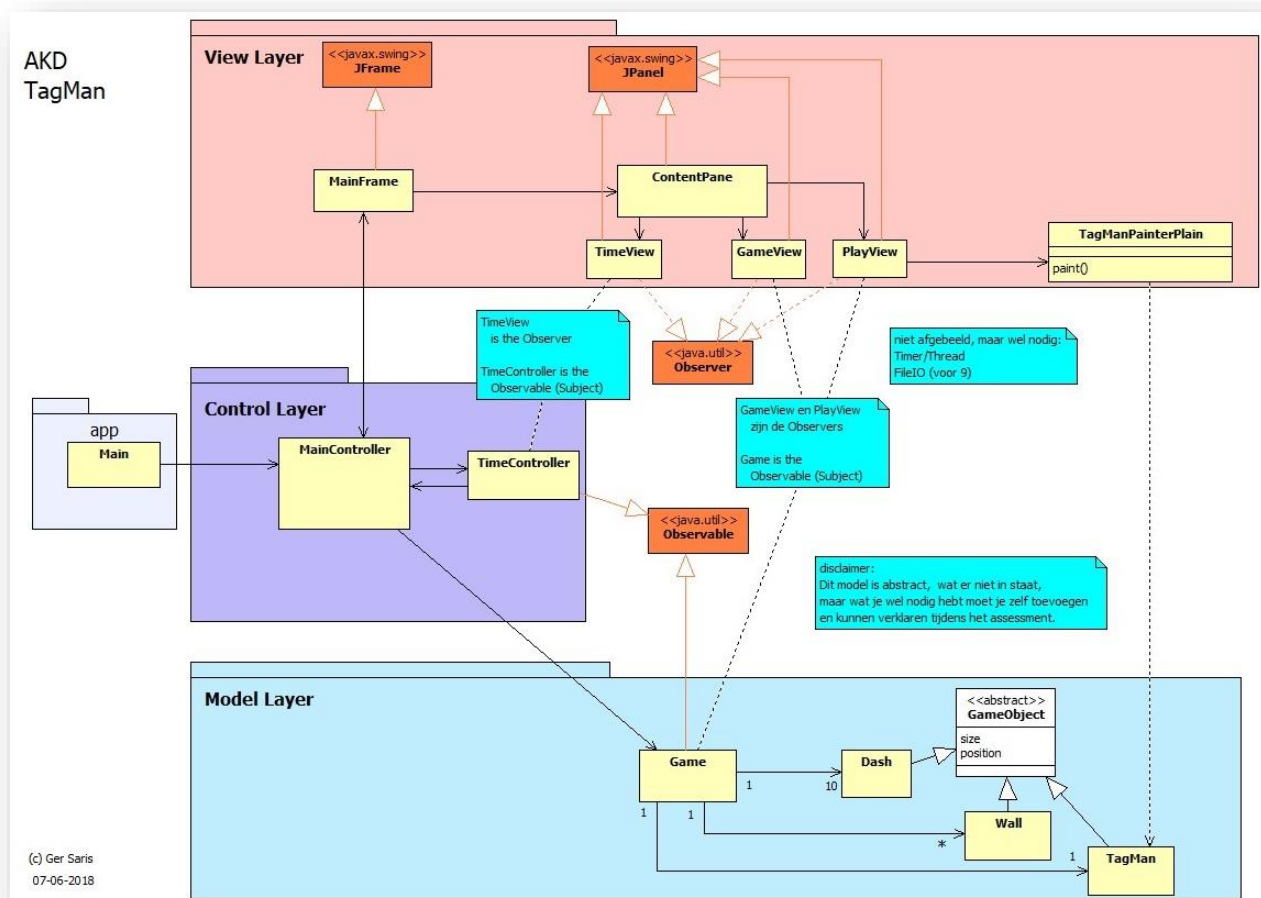 AKD
TagMan
View Layer
<<javax.swing>>
JFrame
<<javax.swing>>
JPanel
MainFrame
ContentPane
TimeView
GameView
PlayView
TagManPainterPlain
paint()
TimeView
is the Observer
TimeController is the
Observable (Subject)
<<java.util>>
Observer
niet afgebeeld, maar wel nodig:
Timer/Thread
FileIO (voor 9)
GameView en PlayView
zijn de Observers
Game is the
Observable (Subject)
Control Layer
app
Main
MainController
TimeController
<<java.util>>
Observable
disclaimer:
Dit model is abstract, wat er niet in staat,
maar wat je wel nodig hebt moet je zelf toevoegen
en kunnen verklaren tijdens het assessment.
Model Layer
<<abstract>>
GameObject
size
position
Game
Dash
1
10
1
1
Wall
*
1
TagMan
(c) Ger Saris
07-06-2018